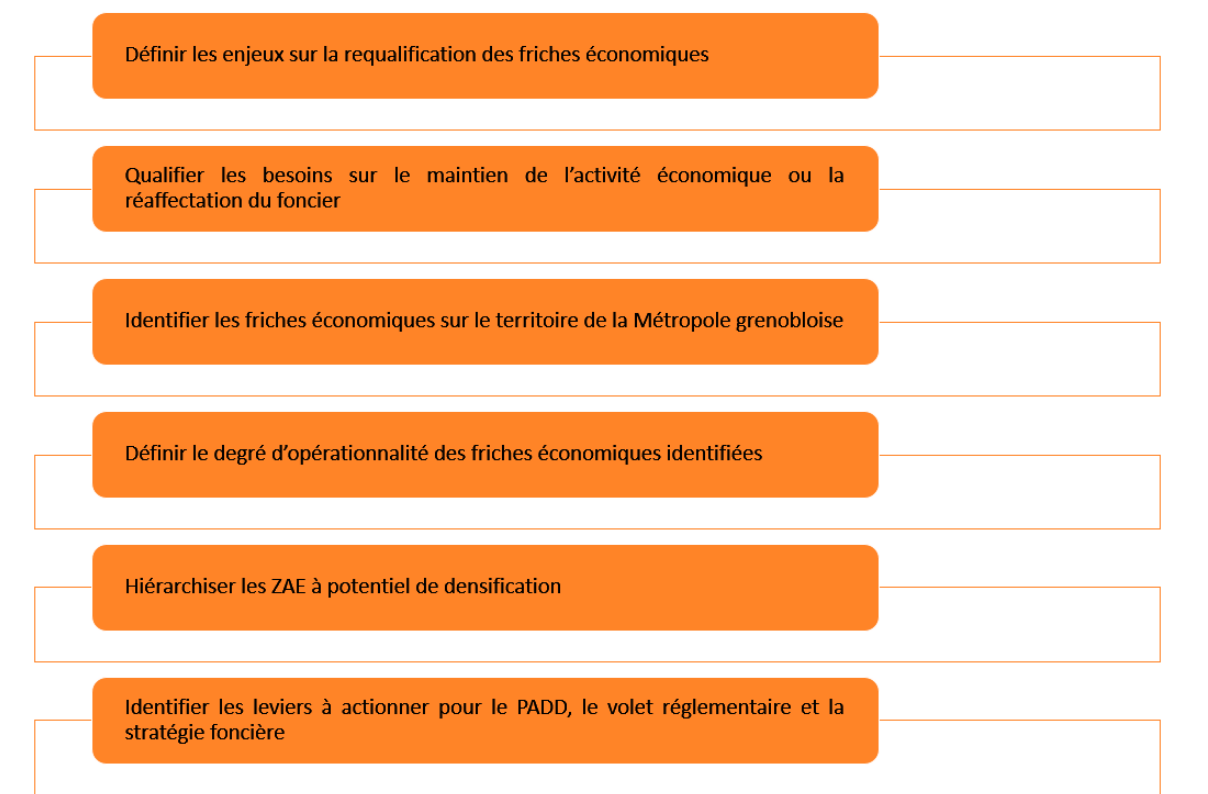 Définir les enjeux sur la requalification des friches économiques
Qualifier les besoins sur le maintien de l’activité économique ou la
réaffectation du foncier
Identifier les friches économiques sur le territoire de la Métropole grenobloise
Définir le degré d’opérationnalité des friches économiques identifiées
Hiérarchiser les ZAE à potentiel de densification
Identifier les leviers à actionner pour le PADD, le volet réglementaire et la
stratégie foncière